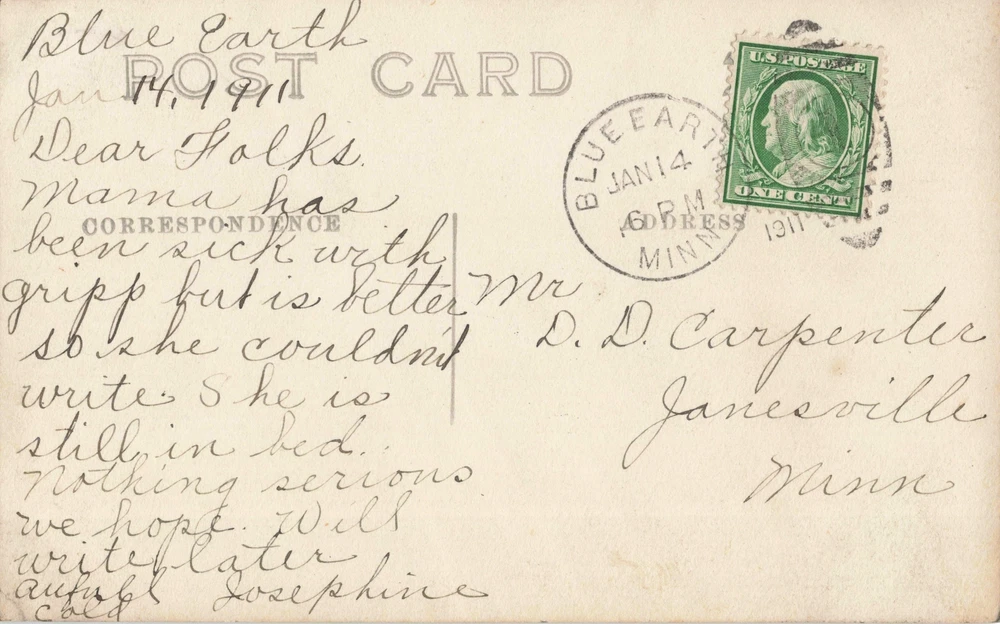 Blue Earth
POST CARD
Jan 14, 1911
Dear Folks.
Mama has
CORRESPONDENCE
been sick with
gripp but is better
so she couldn't
write. She is
still in bed.
Nothing serious
we hope. Will
write later
awfull
cold
Josephine
U.S. POSTAGE
ONE CENT
BLUE EARTH
JAN 14
6 PM
MINN.
1911
ADDRESS
Mr
D. D. Carpenter
Janesville
Minn